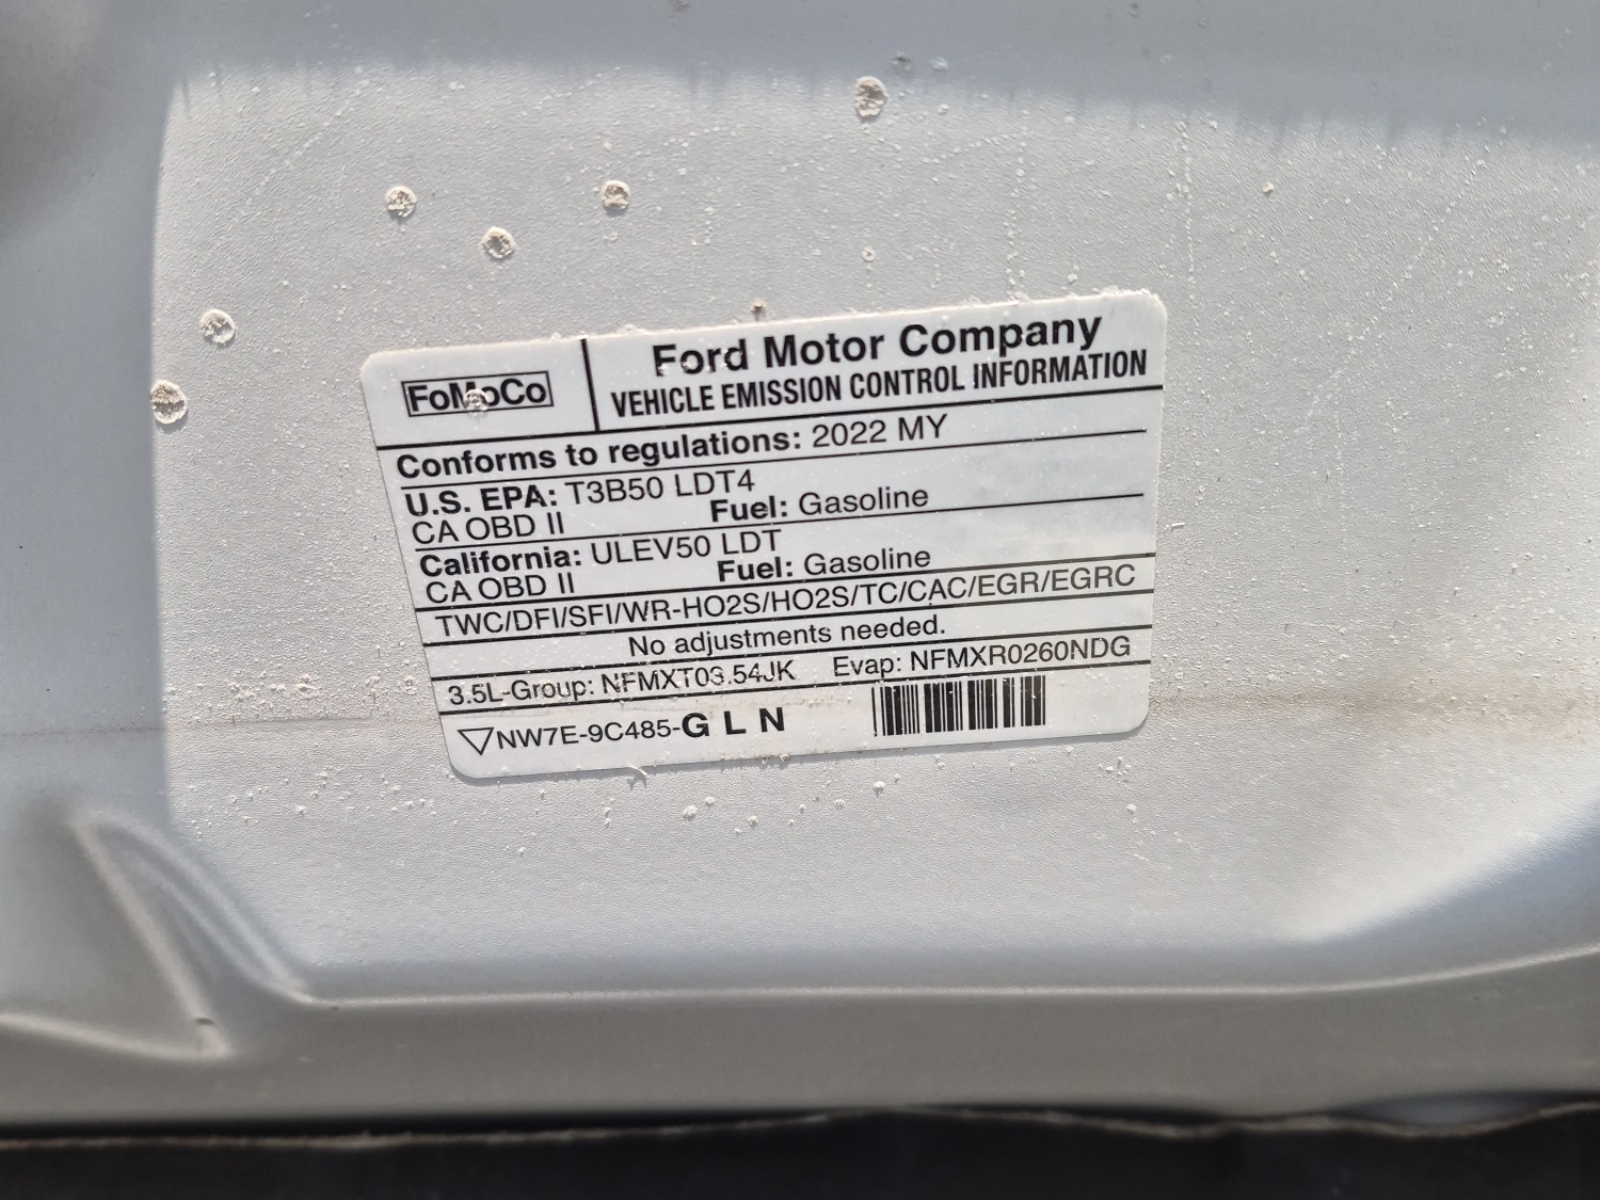 FoMoCo
Ford Motor Company
VEHICLE EMISSION CONTROL INFORMATION
Conforms to regulations: 2022 MY
U.S. EPA: T3B50 LDT4
CA OBD II Fuel: Gasoline
California: ULEV50 LDT
CA OBD II Fuel: Gasoline
TWC/DFI/SFI/WR-HO2S/HO2S/TC/CAC/EGR/EGRC
No adjustments needed.
3.5L-Group: NFMXT03.54JK Evap: NFMXR0260NDG
NW7E-9C485-G L N